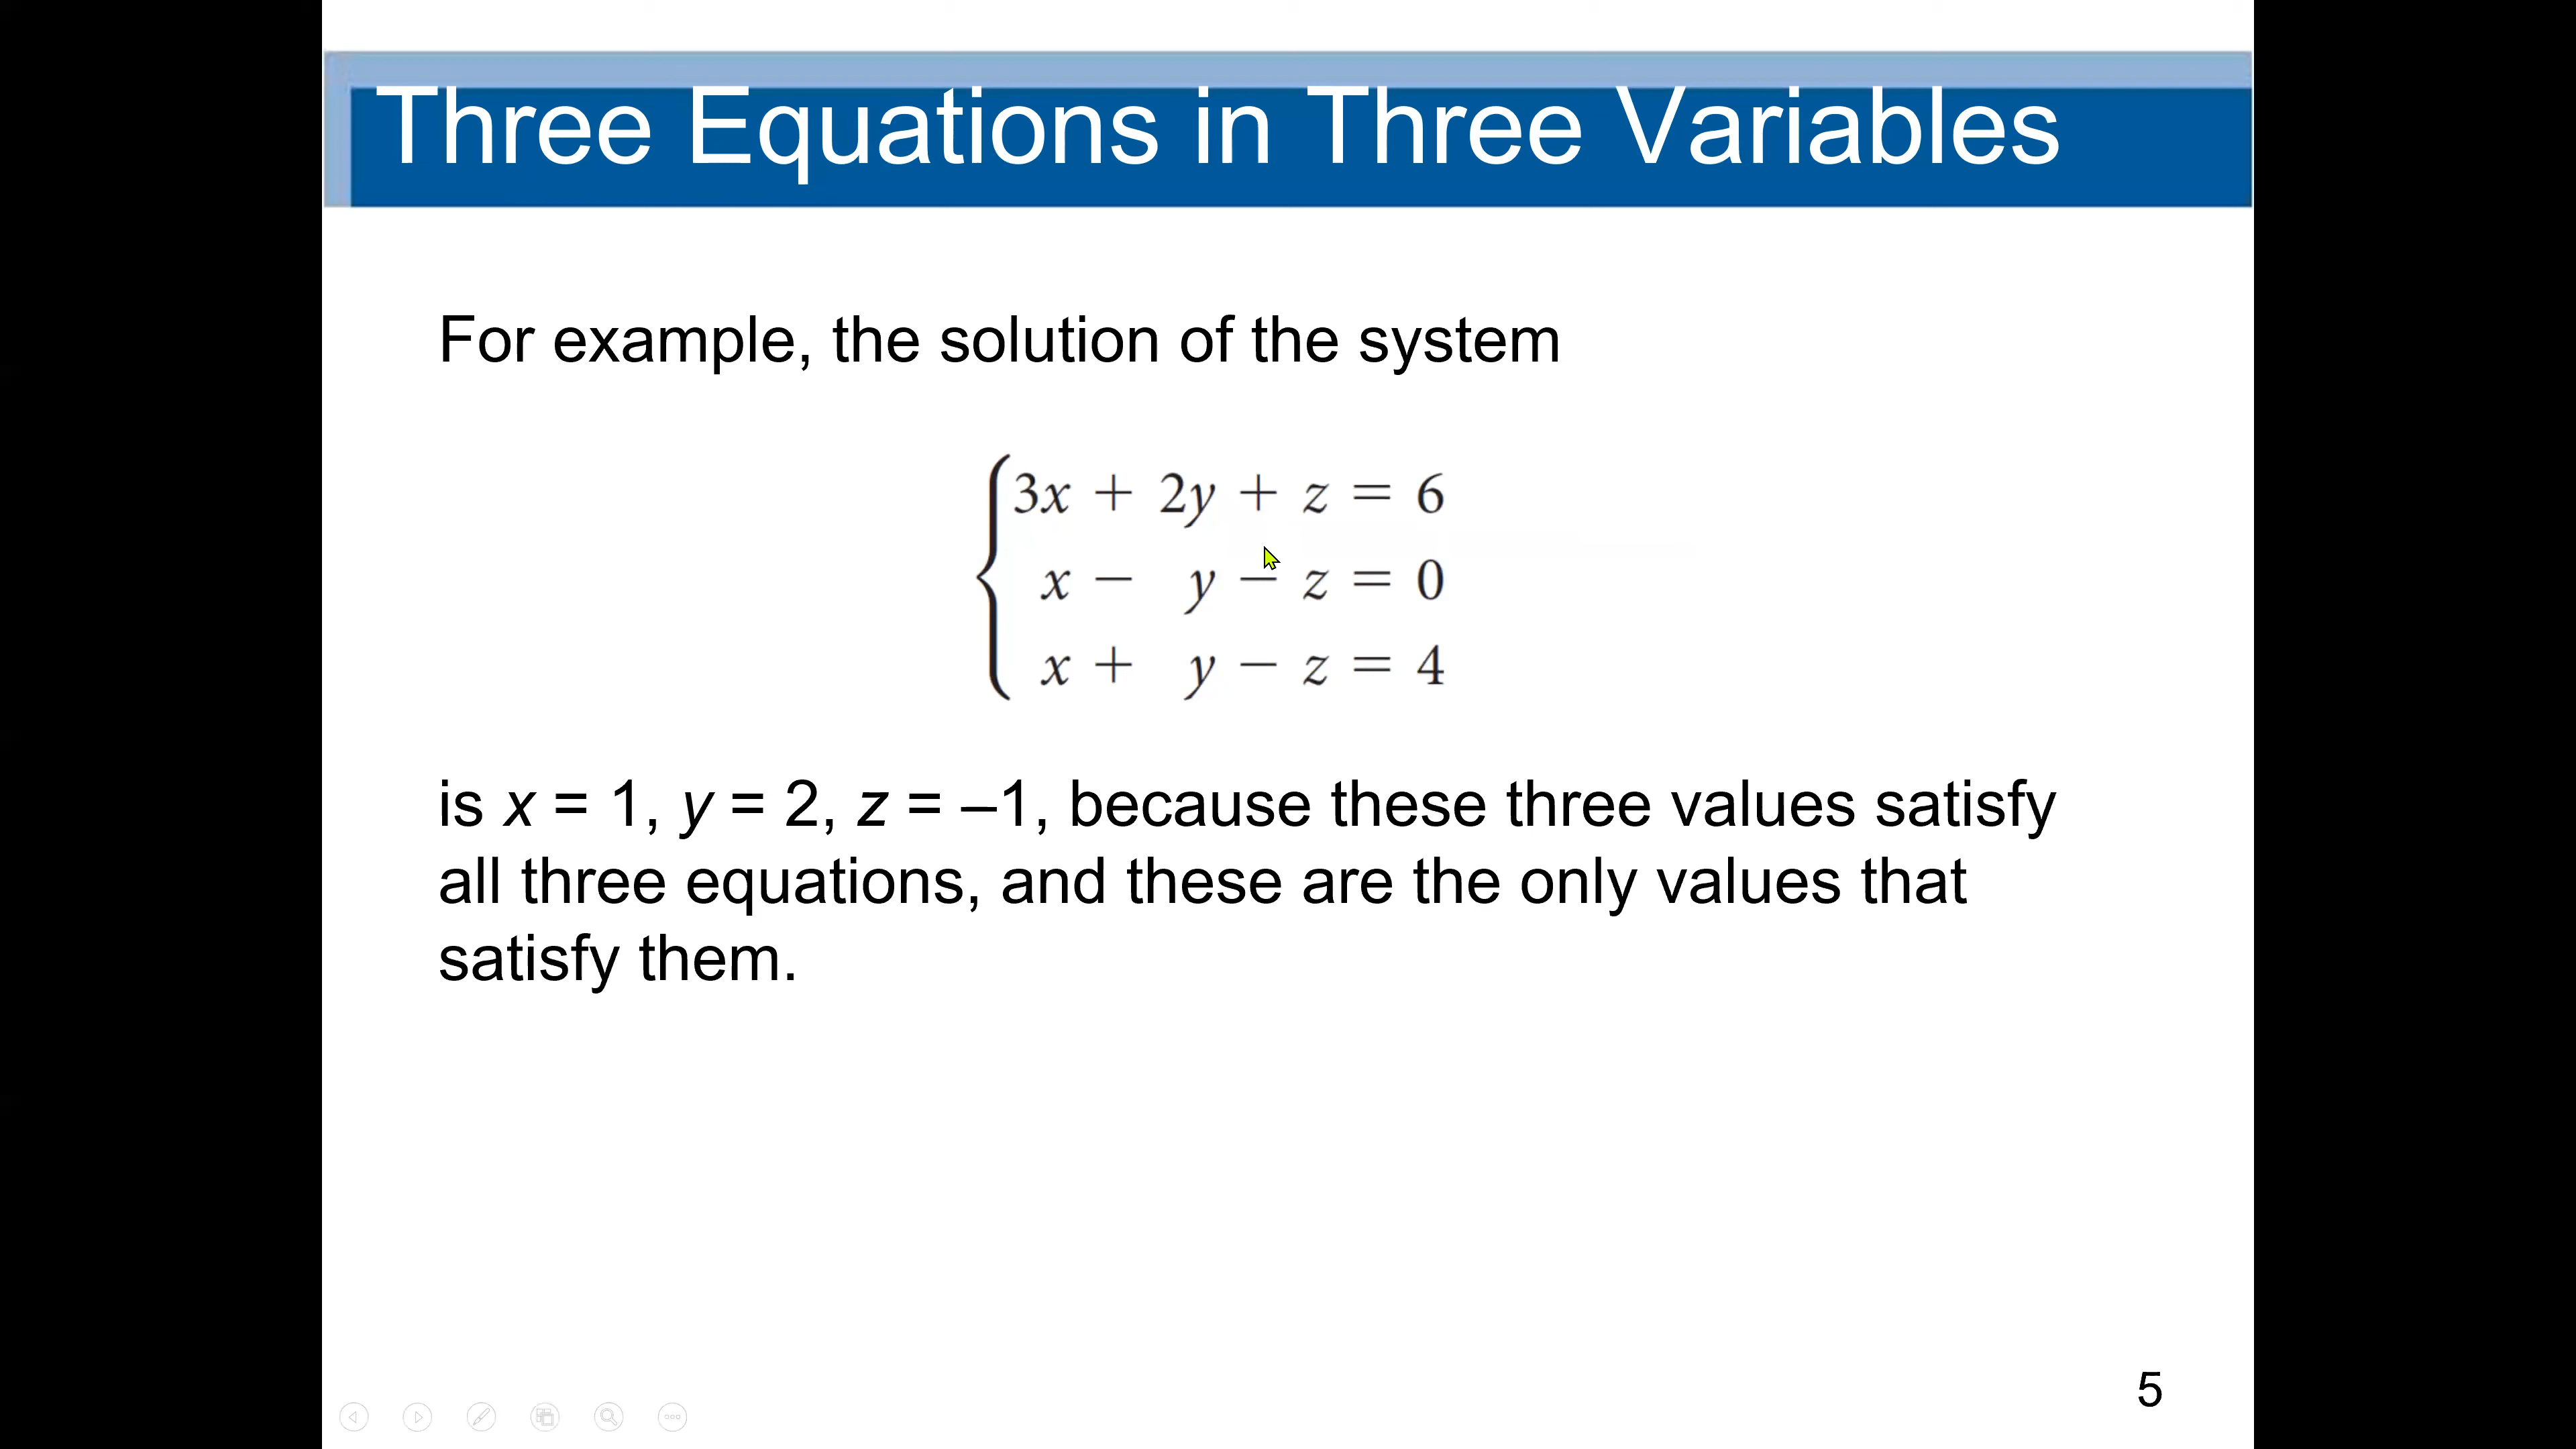 Three Equations in Three Variables
For example, the solution of the system
3x + 2y + z = 6
x − y − z = 0
x + y − z = 4
is x = 1, y = 2, z = –1, because these three values satisfy
all three equations, and these are the only values that
satisfy them.
5